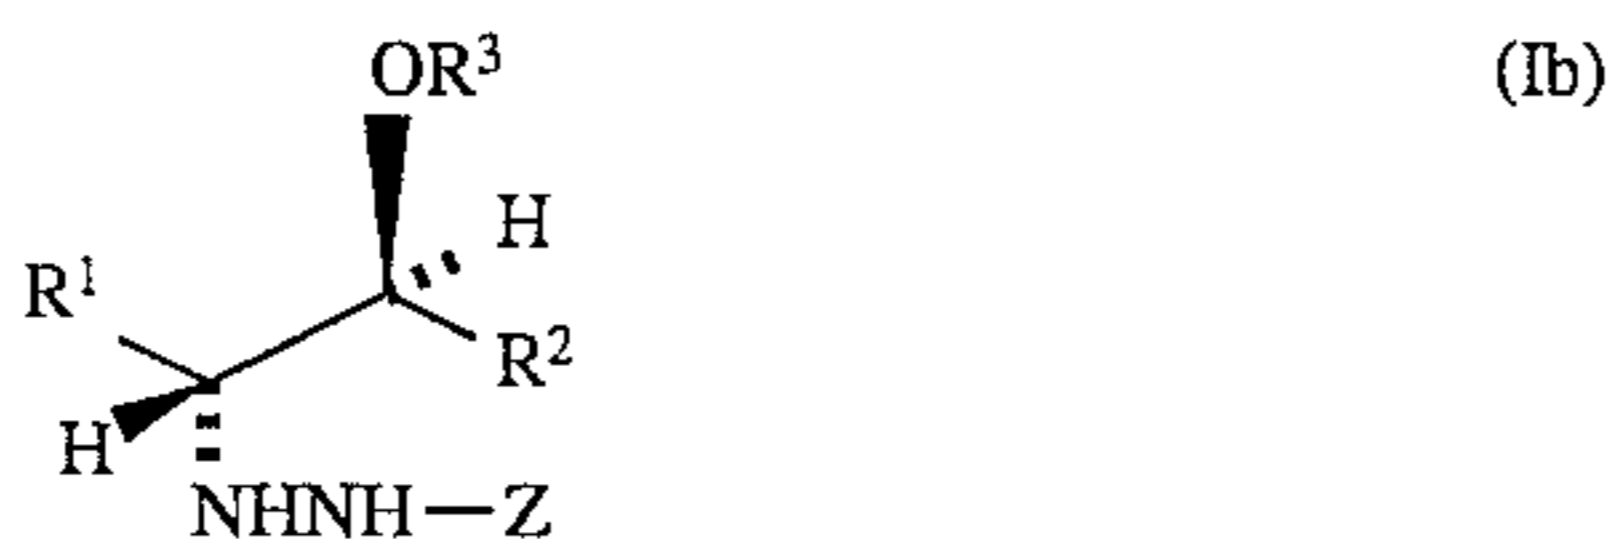 OR³ (Ib)
H
R¹
R²
H
NHNH—Z